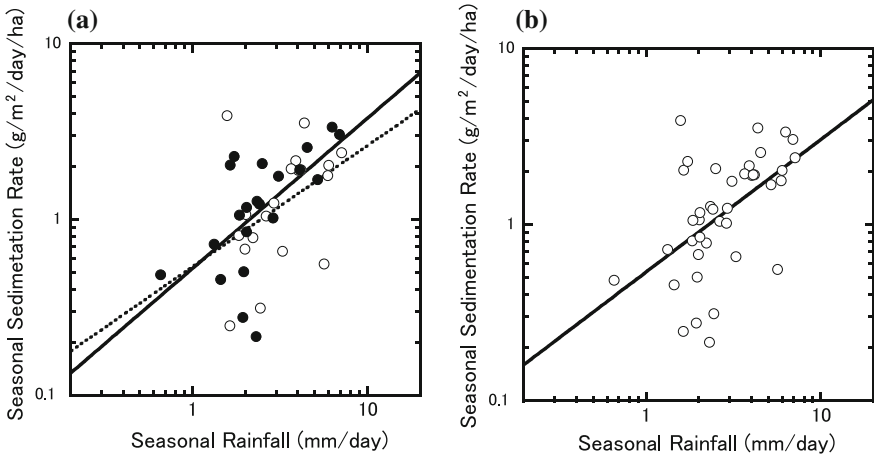 (a)
Seasonal Sedimetation Rate (g/m²/day/ha)
10
1
0.1
1
10
Seasonal Rainfall (mm/day)
(b)
Seasonal Sedimentation Rate (g/m²/day/ha)
10
1
0.1
1
10
Seasonal Rainfall (mm/day)